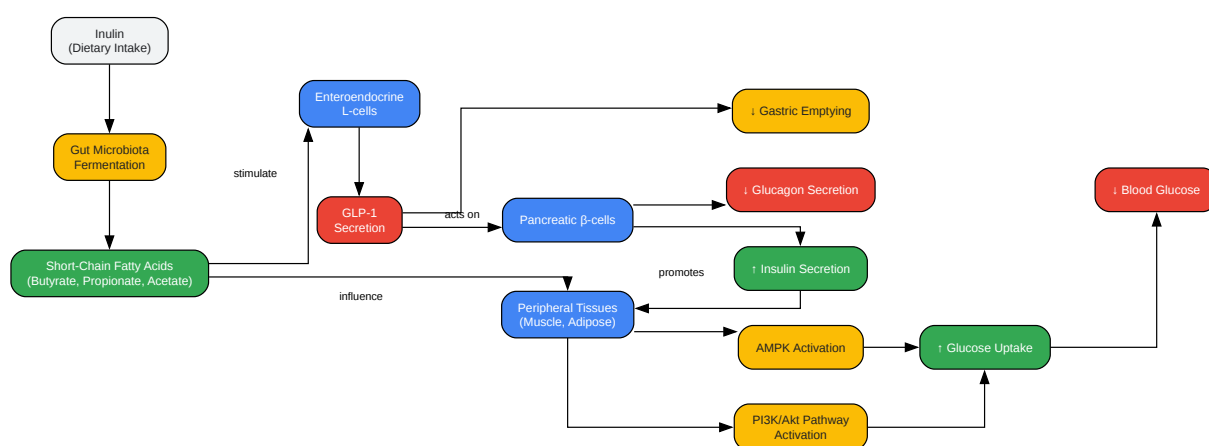 Inulin
(Dietary Intake)
Enteroendocrine
L-cells
↓ Gastric Emptying
Gut Microbiota
Fermentation
stimulate
↓ Glucagon Secretion
↓ Blood Glucose
GLP-1
Secretion
acts on
Pancreatic β-cells
Short-Chain Fatty Acids
(Butyrate, Propionate, Acetate)
promotes
↑ Insulin Secretion
influence
Peripheral Tissues
(Muscle, Adipose)
AMPK Activation
↑ Glucose Uptake
PI3K/Akt Pathway
Activation